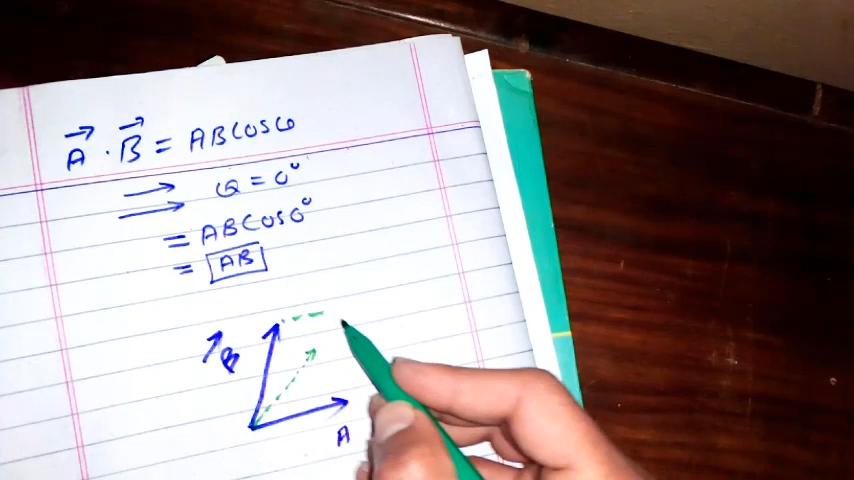 A⃗ · B⃗ = ABCOSθ
θ = 0°
= ABCOS0°
= AB
B
A